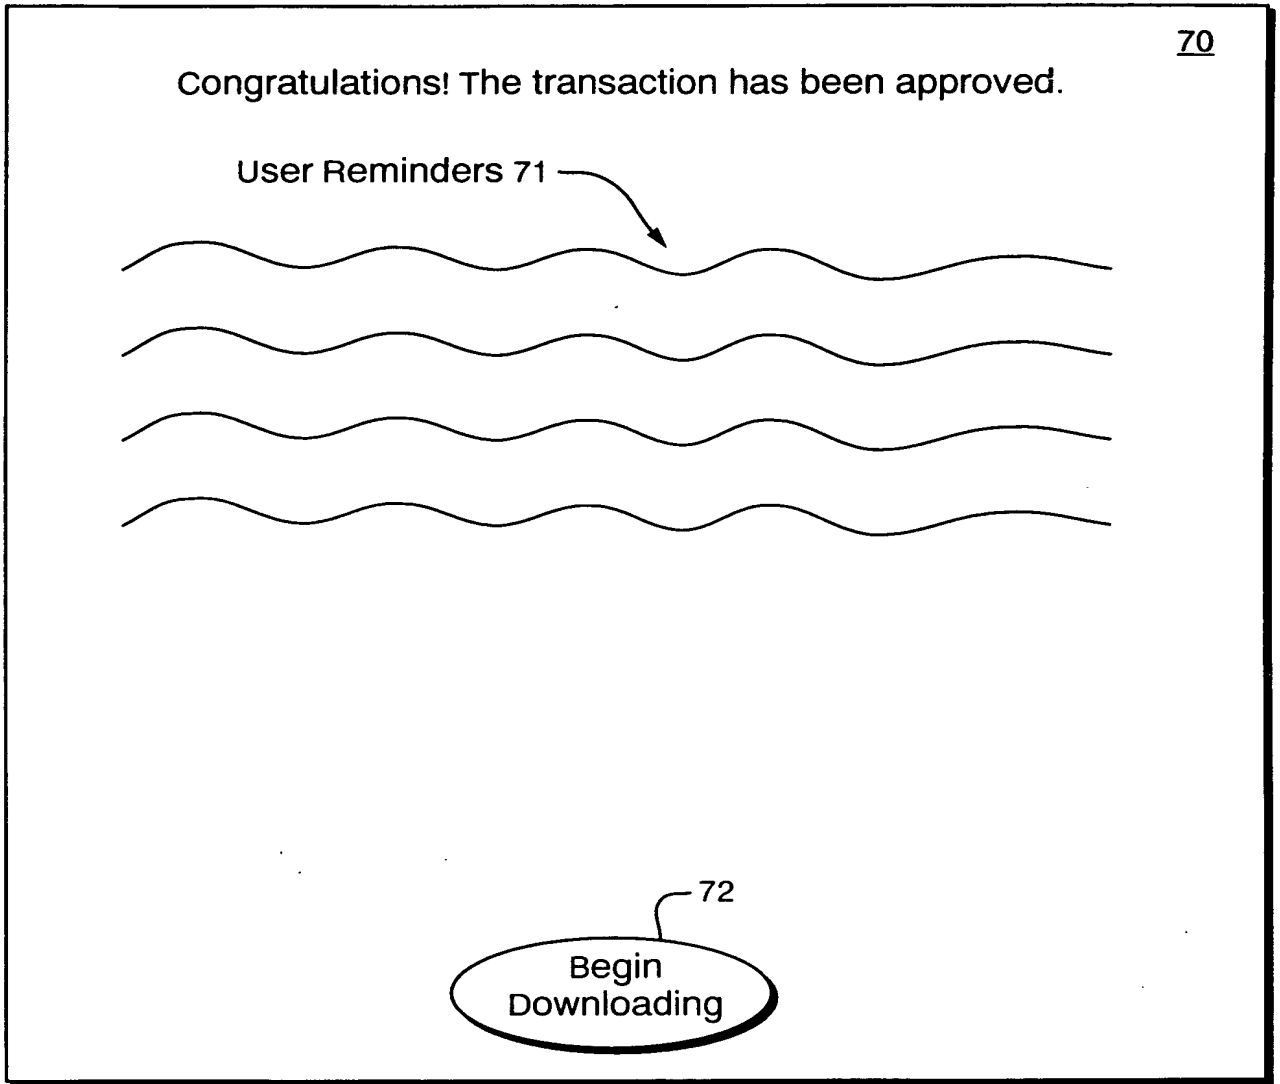 70
Congratulations! The transaction has been approved.
User Reminders 71
72
Begin
Downloading